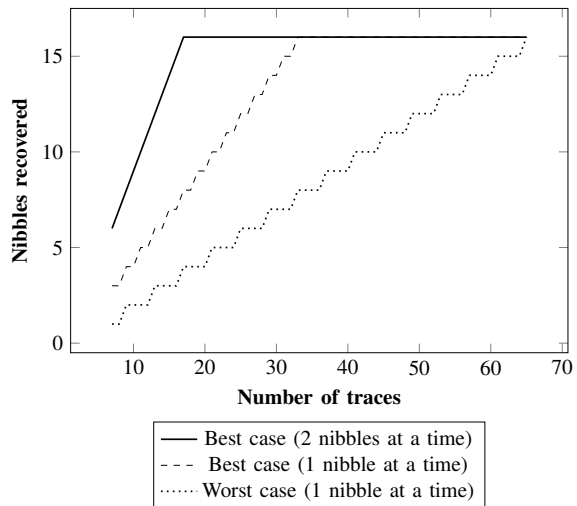 15
10
5
0
Nibbles recovered
10 20 30 40 50 60 70
Number of traces
Best case (2 nibbles at a time)
Best case (1 nibble at a time)
Worst case (1 nibble at a time)